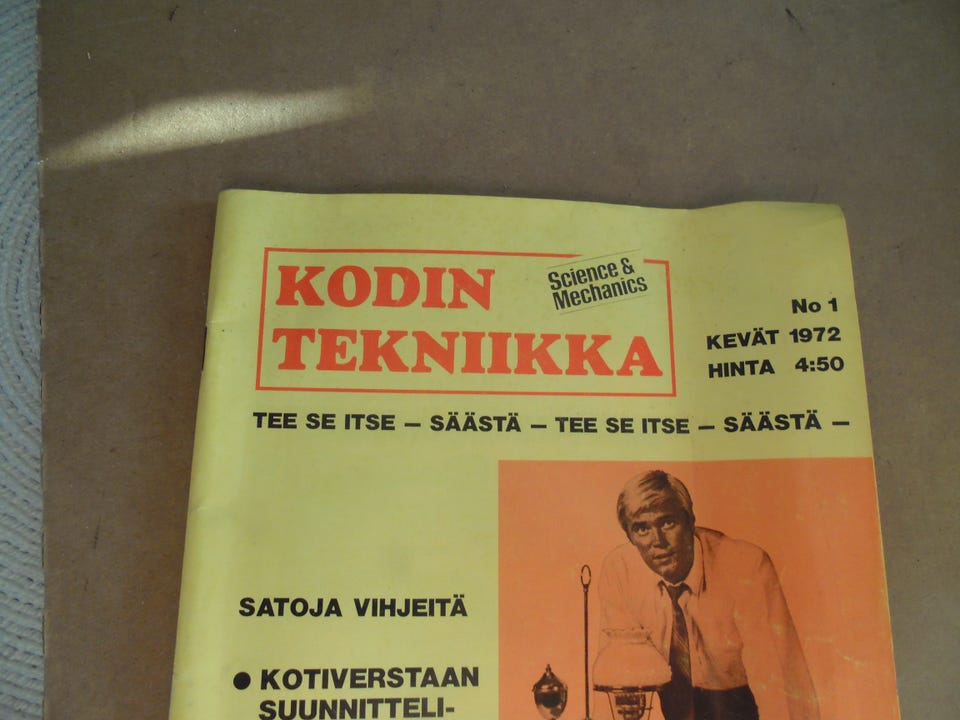 KODIN
TEKNIIKKA
Science &
Mechanics
No 1
KEVÄT 1972
HINTA 4:50
TEE SE ITSE – SÄÄSTÄ – TEE SE ITSE – SÄÄSTÄ –
SATOJA VIHJEITÄ
● KOTIVERSTAAN
SUUNNITTELI-